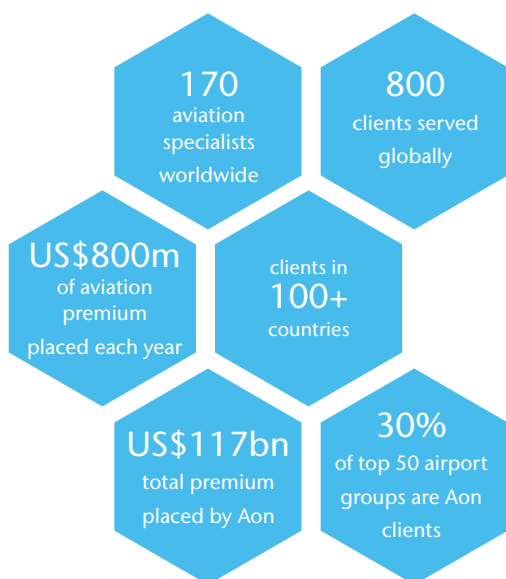 170
aviation
specialists
worldwide
800
clients served
globally
US$800m
of aviation
premium
placed each year
clients in
100+
countries
US$117bn
total premium
placed by Aon
30%
of top 50 airport
groups are Aon
clients